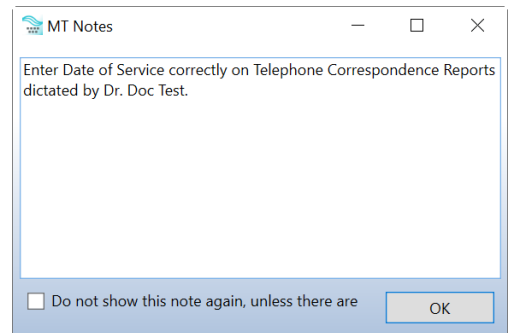 MT Notes
Enter Date of Service correctly on Telephone Correspondence Reports
dictated by Dr. Doc Test.
Do not show this note again, unless there are
OK